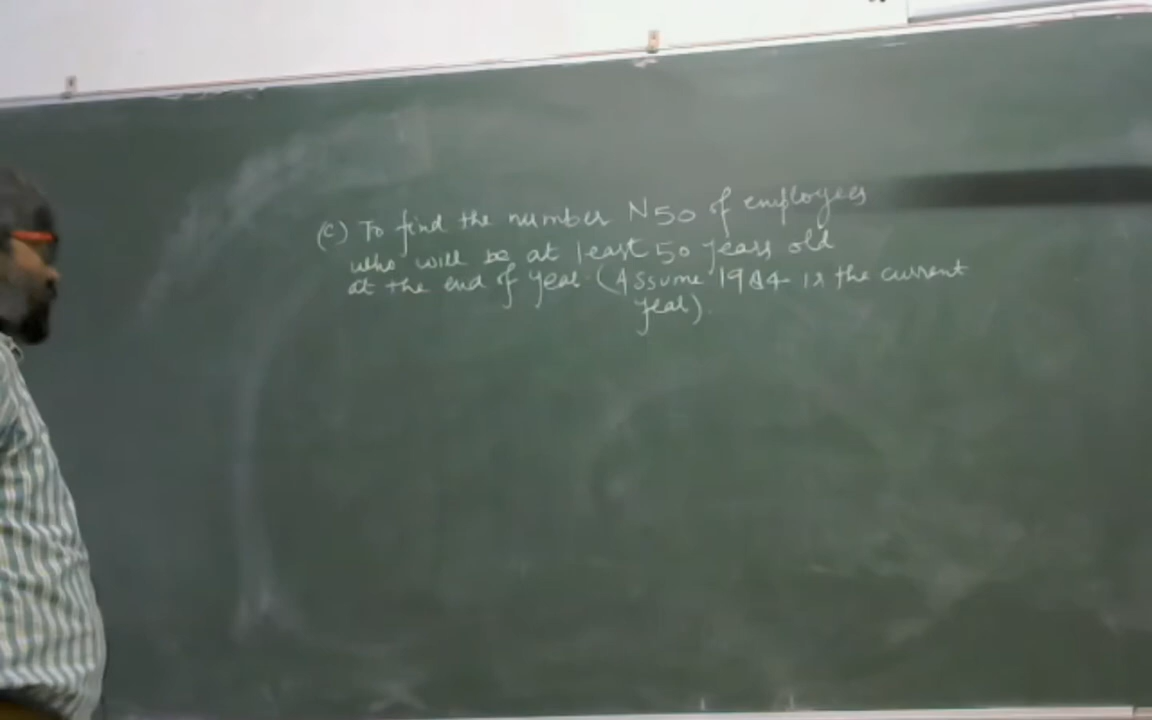 (c) To find the number N50 of employees
who will be at least 50 years old
at the end of year. (Assume 1984 is the current
year).